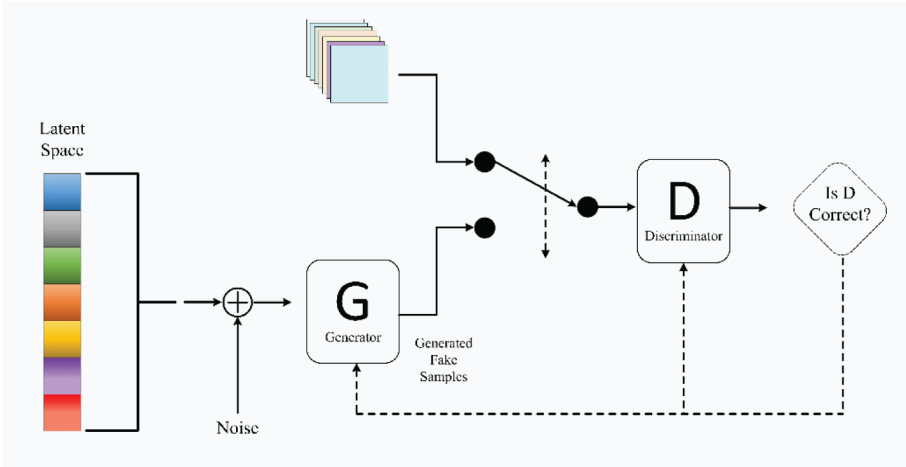 Latent
Space
Noise
G
Generator
Generated
Fake
Samples
D
Discriminator
Is D
Correct?